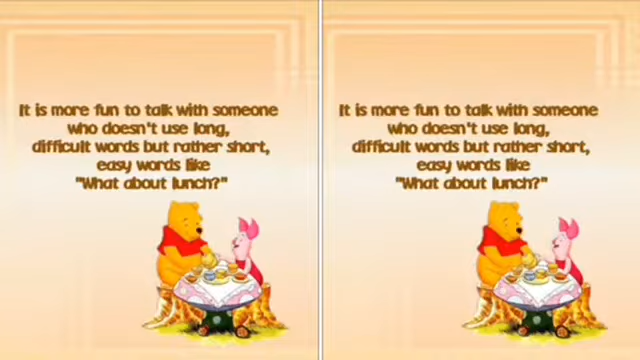 It is more fun to talk with someone
who doesn't use long,
difficult words but rather short,
easy words like
"What about lunch?"
It is more fun to talk with someone
who doesn't use long,
difficult words but rather short,
easy words like
"What about lunch?"